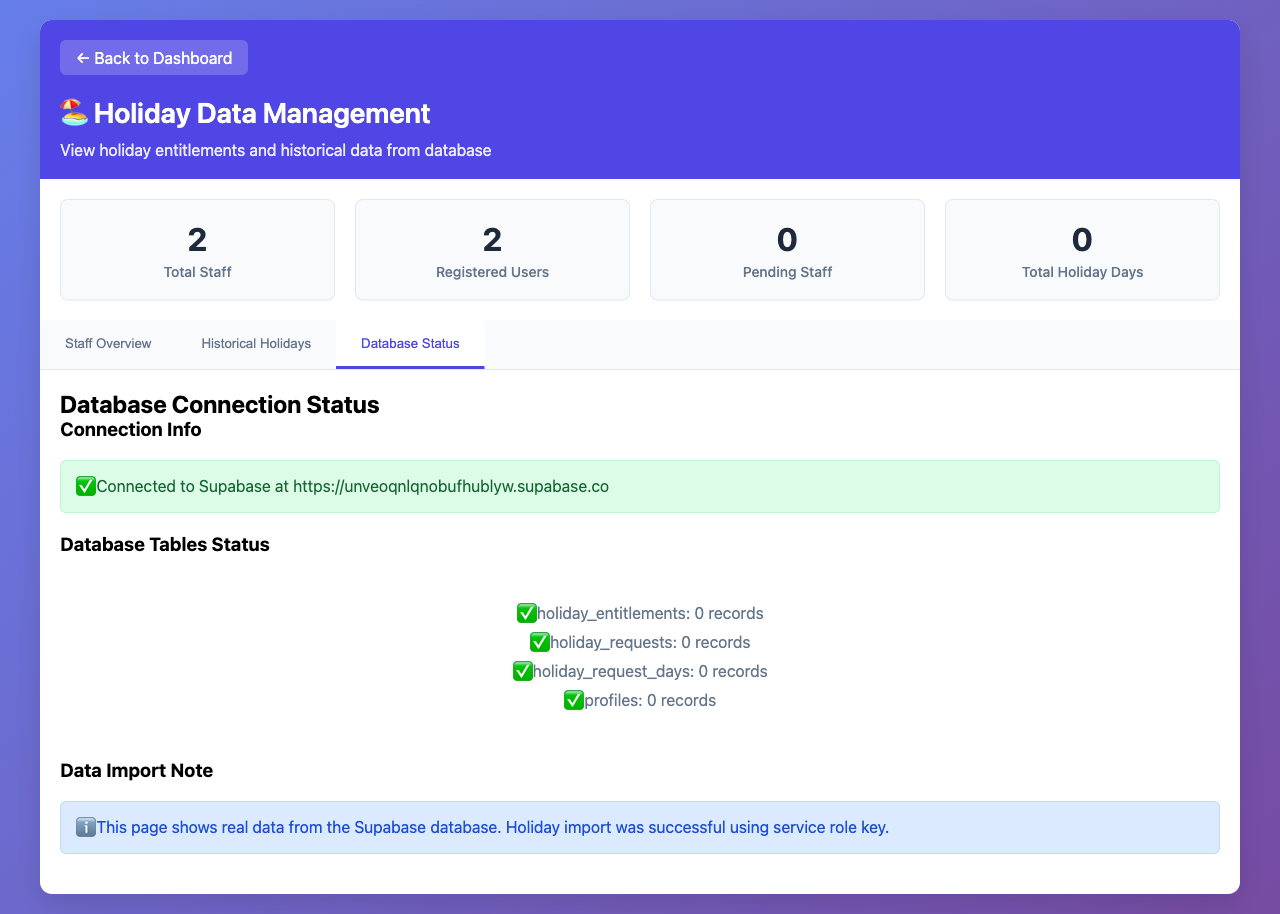 ← Back to Dashboard
🏖️ Holiday Data Management
View holiday entitlements and historical data from database
2
Total Staff
2
Registered Users
0
Pending Staff
0
Total Holiday Days
Staff Overview
Historical Holidays
Database Status
Database Connection Status
Connection Info
✅Connected to Supabase at https://unveoqnlqnobufhublyw.supabase.co
Database Tables Status
✅holiday_entitlements: 0 records
✅holiday_requests: 0 records
✅holiday_request_days: 0 records
✅profiles: 0 records
Data Import Note
ℹ️This page shows real data from the Supabase database. Holiday import was successful using service role key.